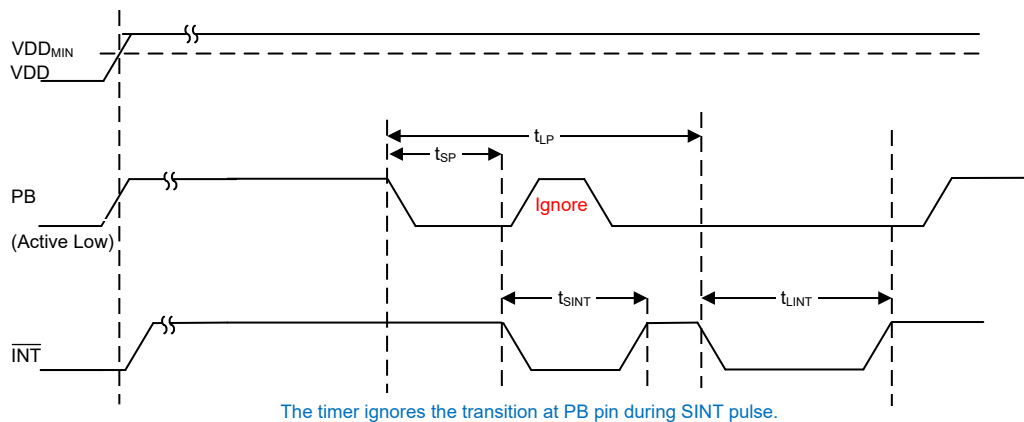 VDDMIN
VDD
tLP
tSP
PB
Ignore
(Active Low)
tSINT
tLINT
INT
The timer ignores the transition at PB pin during SINT pulse.